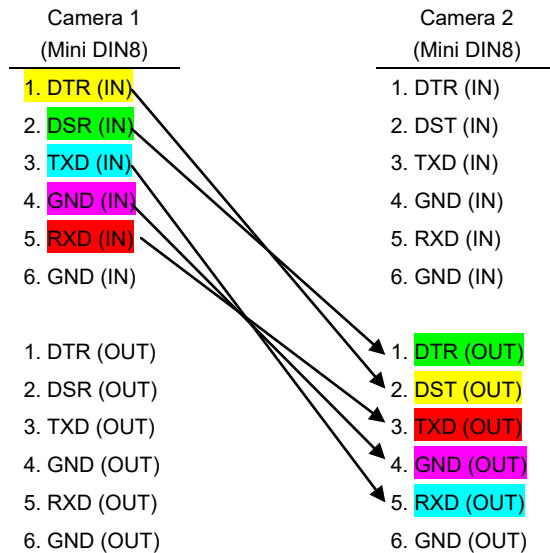 Camera 1
(Mini DIN8)
1. DTR (IN)
2. DSR (IN)
3. TXD (IN)
4. GND (IN)
5. RXD (IN)
6. GND (IN)
1. DTR (OUT)
2. DSR (OUT)
3. TXD (OUT)
4. GND (OUT)
5. RXD (OUT)
6. GND (OUT)
Camera 2
(Mini DIN8)
1. DTR (IN)
2. DST (IN)
3. TXD (IN)
4. GND (IN)
5. RXD (IN)
6. GND (IN)
1. DTR (OUT)
2. DST (OUT)
3. TXD (OUT)
4. GND (OUT)
5. RXD (OUT)
6. GND (OUT)